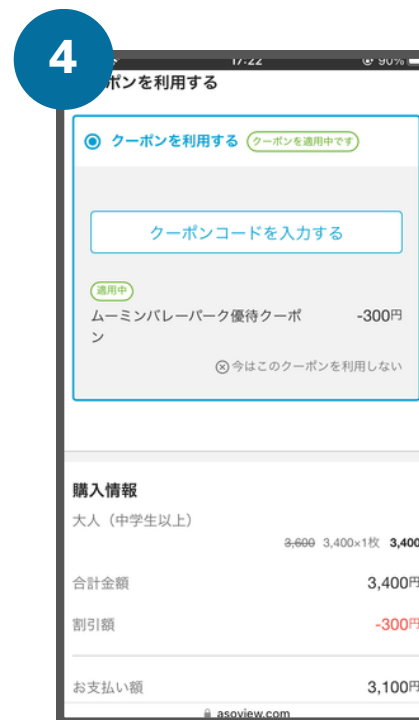 4
17:22 90%
ポンを利用する
クーポンを利用する クーポンを適用中です
クーポンコードを入力する
適用中
ムーミンバレーパーク優待クーポ -300円
ン
今はこのクーポンを利用しない
購入情報
大人(中学生以上)
3,600 3,400×1枚 3,400
合計金額 3,400円
割引額 -300円
お支払い額 3,100円
asoview.com